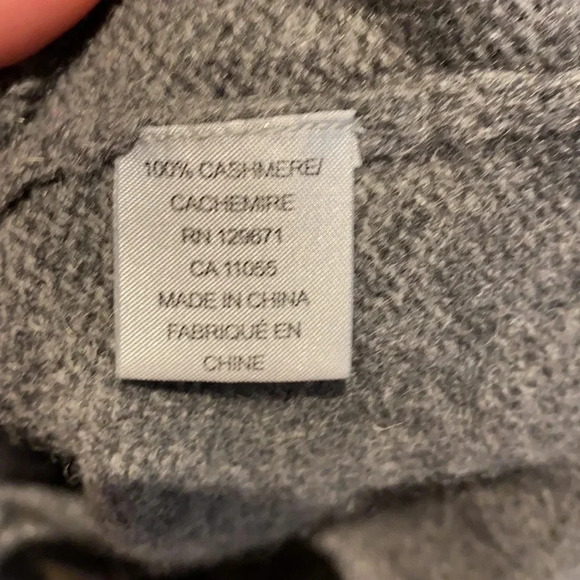 100% CASHMERE/
CACHEMIRE
RN 129671
CA 11055
MADE IN CHINA
FABRIQUÉ EN
CHINE